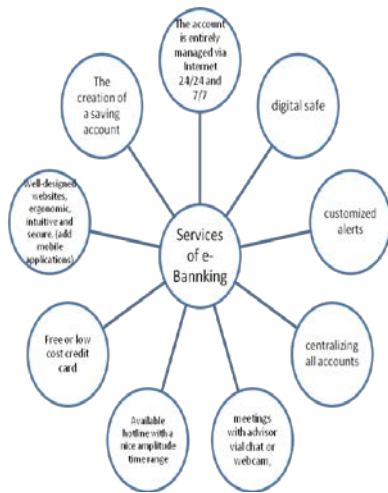 The account
is entirely
managed via
Internet
24/24 and
7/7
digital safe
customized
alerts
centralizing
all accounts
meetings
with advisor
vial chat or
webcam,
Available
hotline with a
nice amplitude
time range
Free or low
cost credit
card
Well-designed
websites,
ergonomic,
intuitive and
secure. (add
mobile
applications)
The
creation of
a saving
account
Services
of e-
Bannking